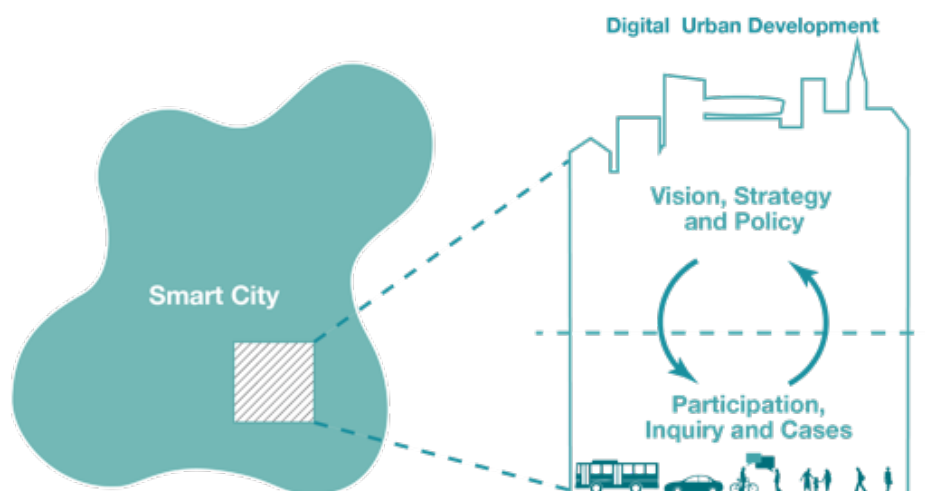 Digital Urban Development
Vision, Strategy
and Policy
Smart City
Participation,
Inquiry and Cases